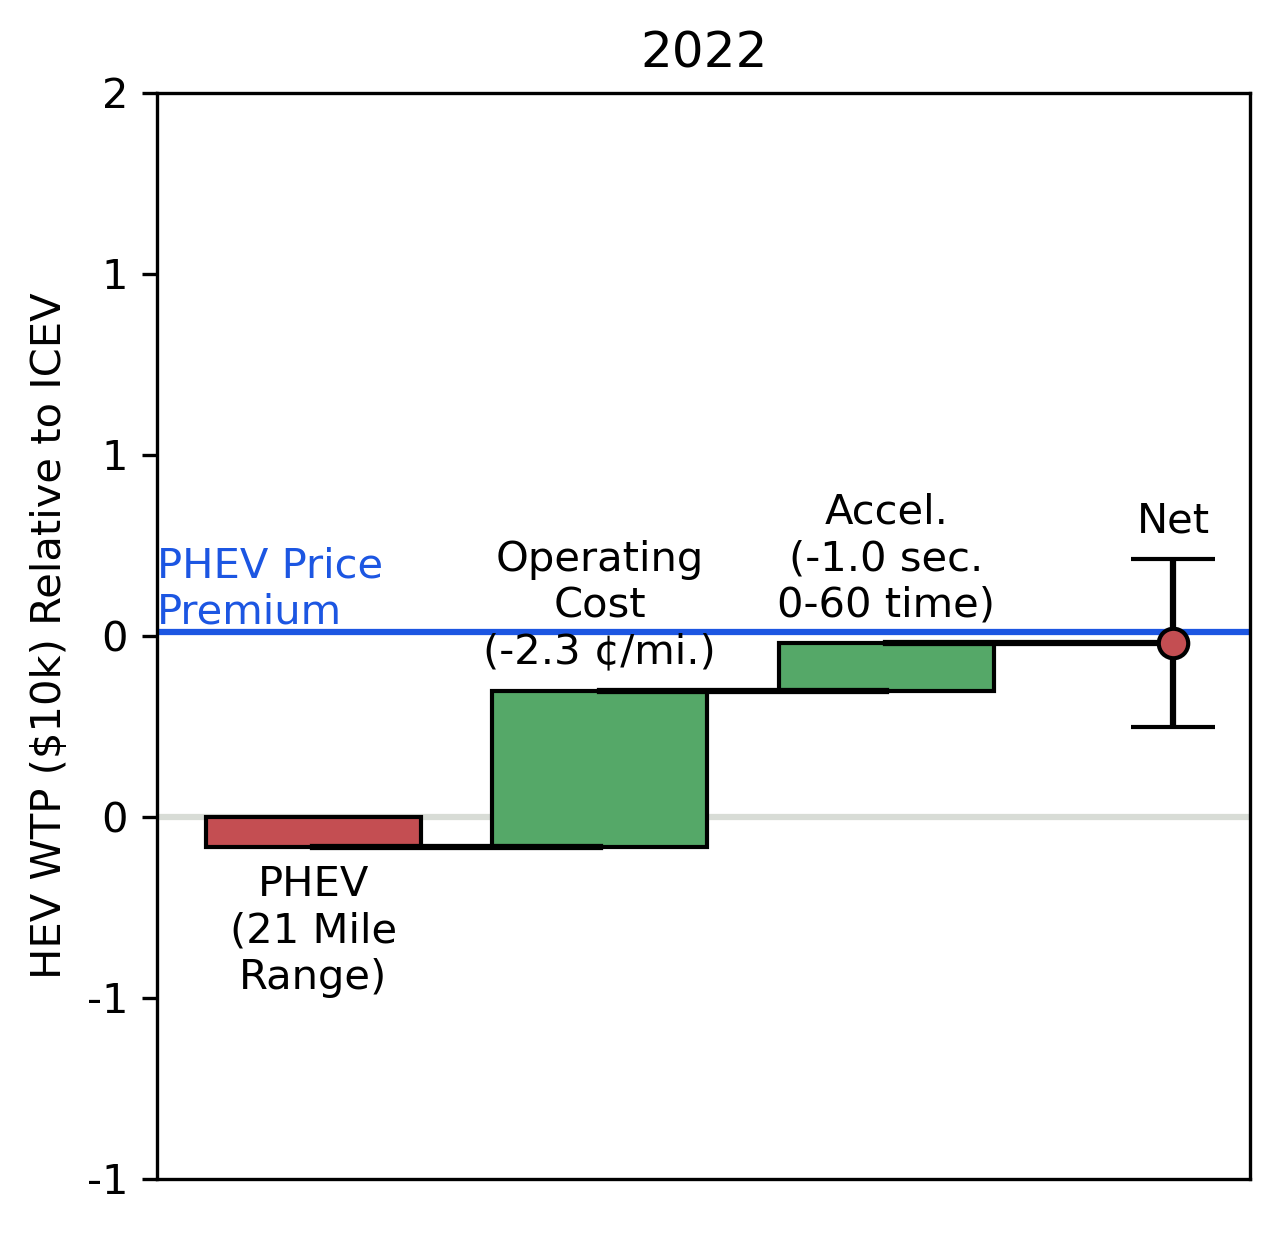 2022
HEV WTP ($10k) Relative to ICEV
2
1
1
0
0
-1
-1
PHEV Price
Premium
Operating
Cost
(-2.3 ¢/mi.)
Accel.
(-1.0 sec.
0-60 time)
Net
PHEV
(21 Mile
Range)